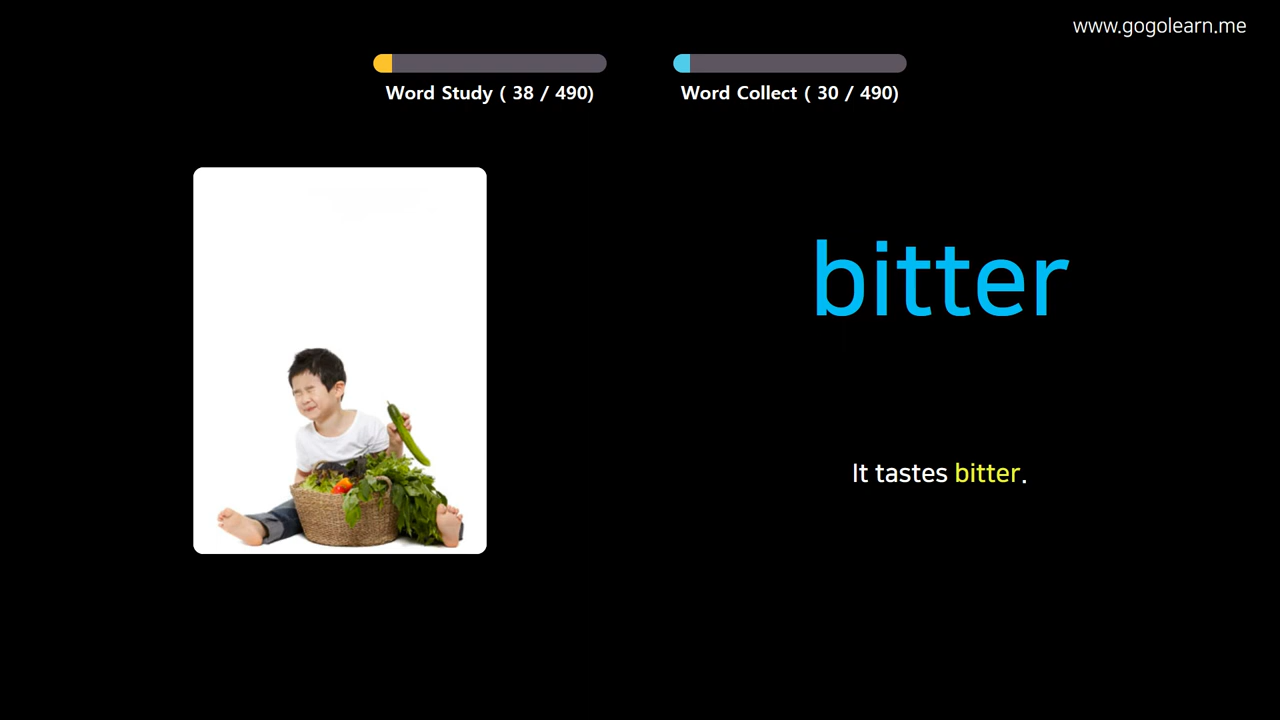 www.gogolearn.me
Word Study ( 38 / 490)
Word Collect ( 30 / 490)
bitter
It tastes bitter.